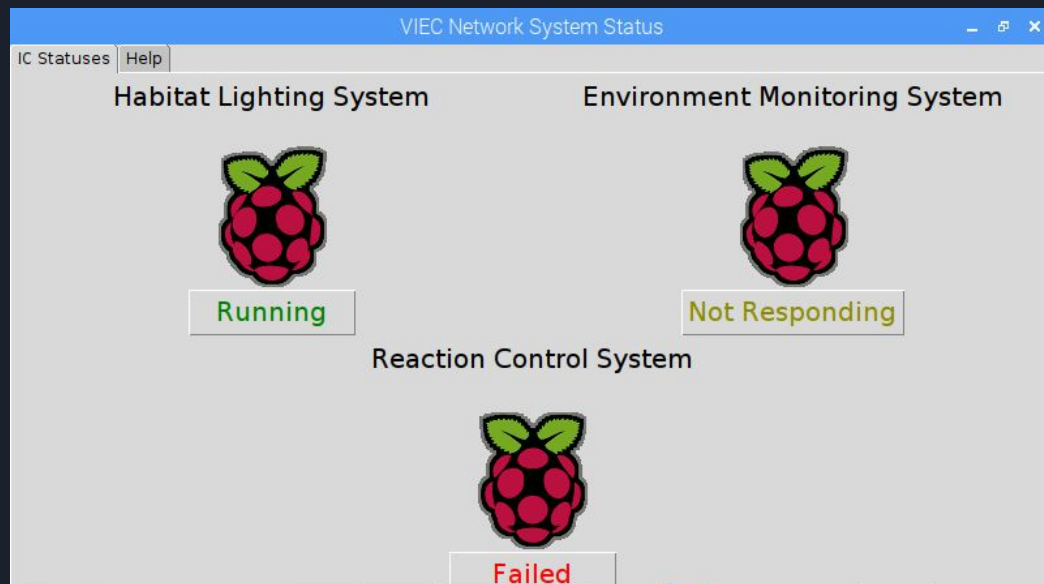 VIEC Network System Status
IC Statuses Help
Habitat Lighting System
Environment Monitoring System
Running
Not Responding
Reaction Control System
Failed